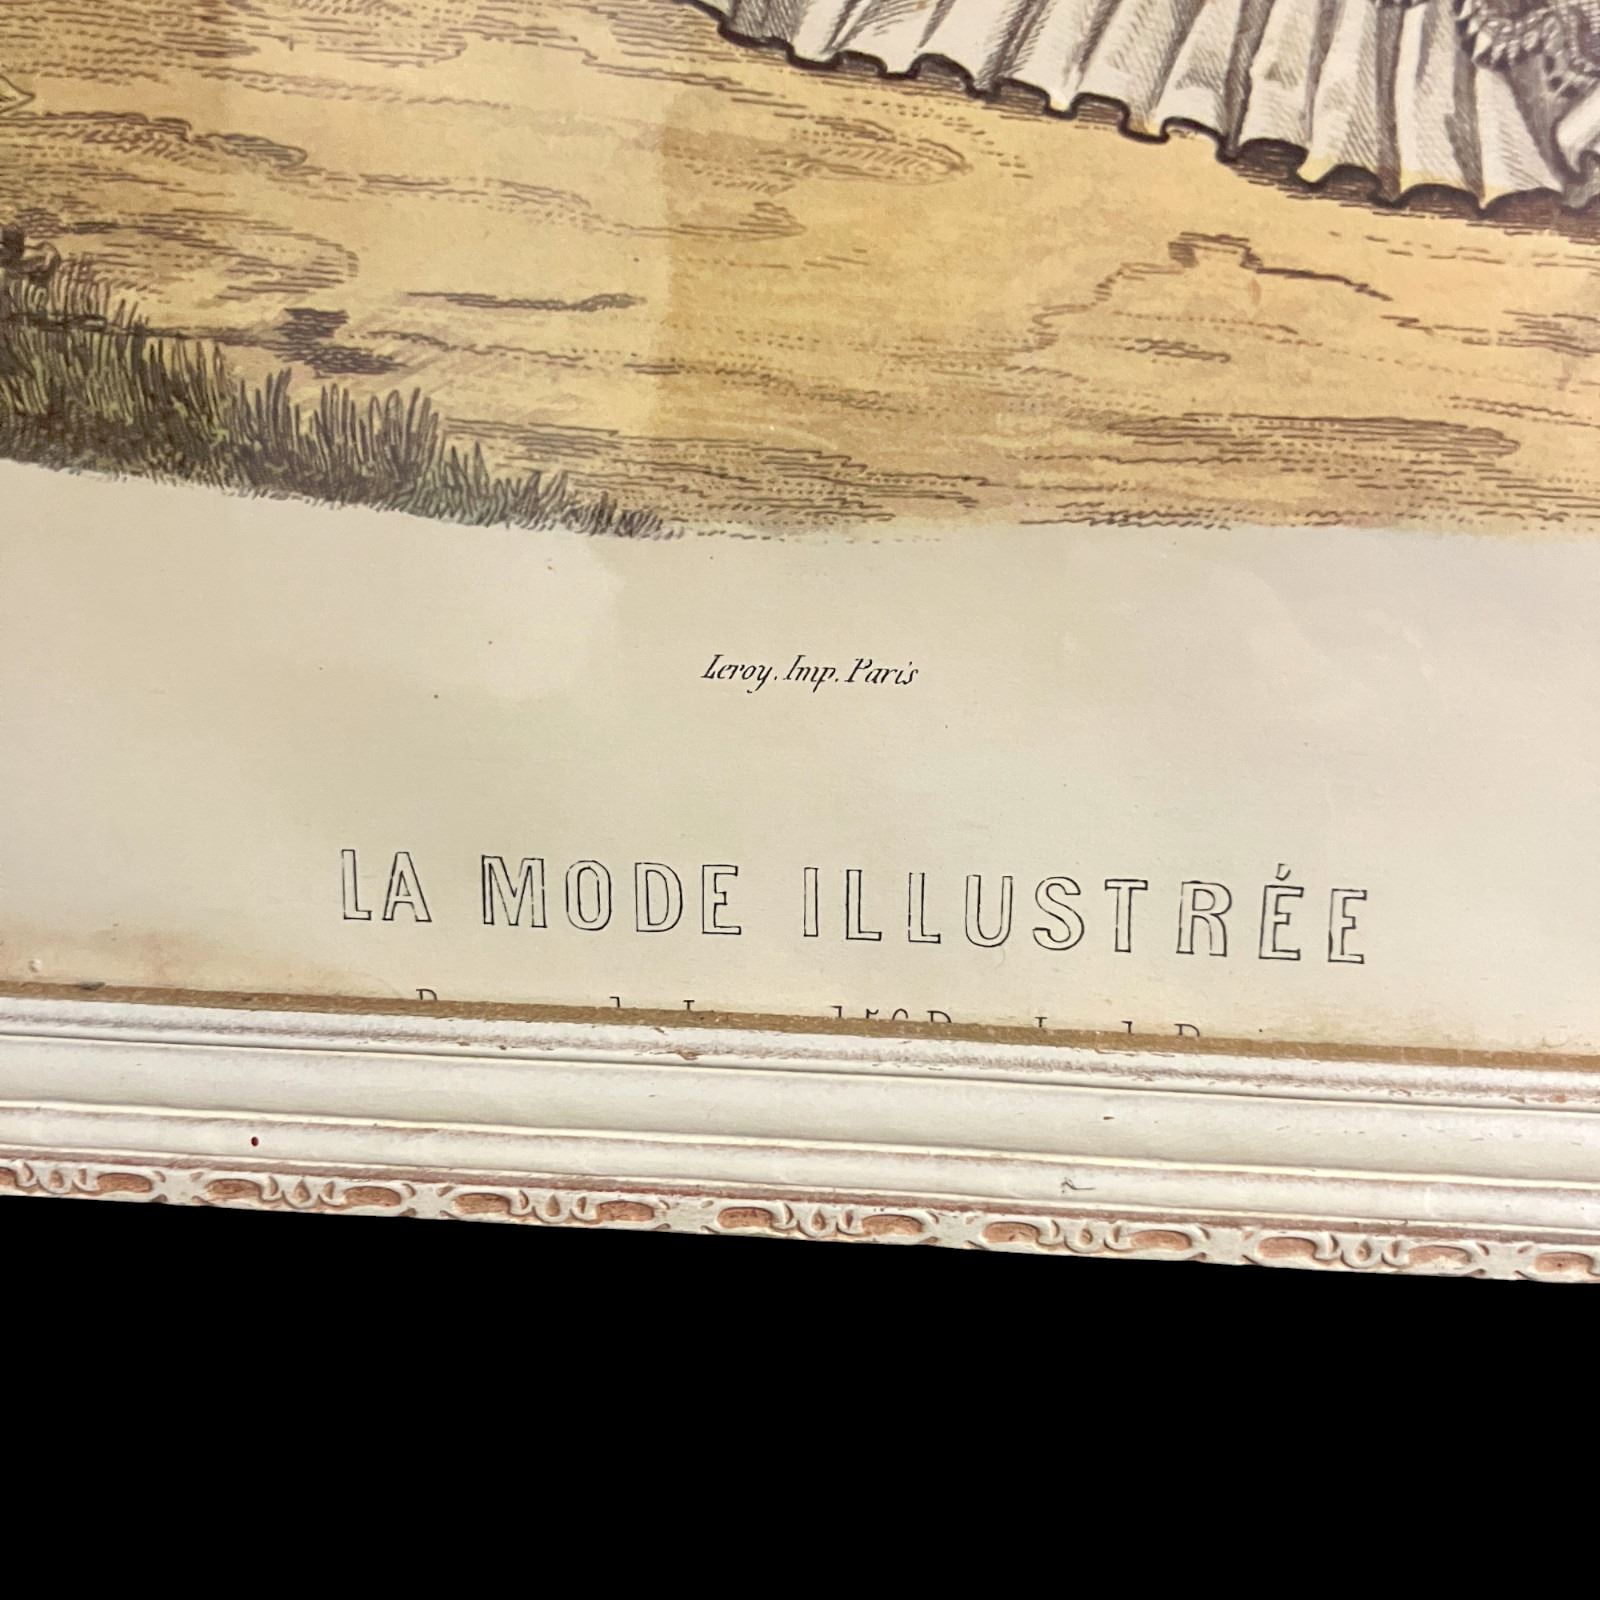 Leroy. Imp. Paris
LA MODE ILLUSTRÉE